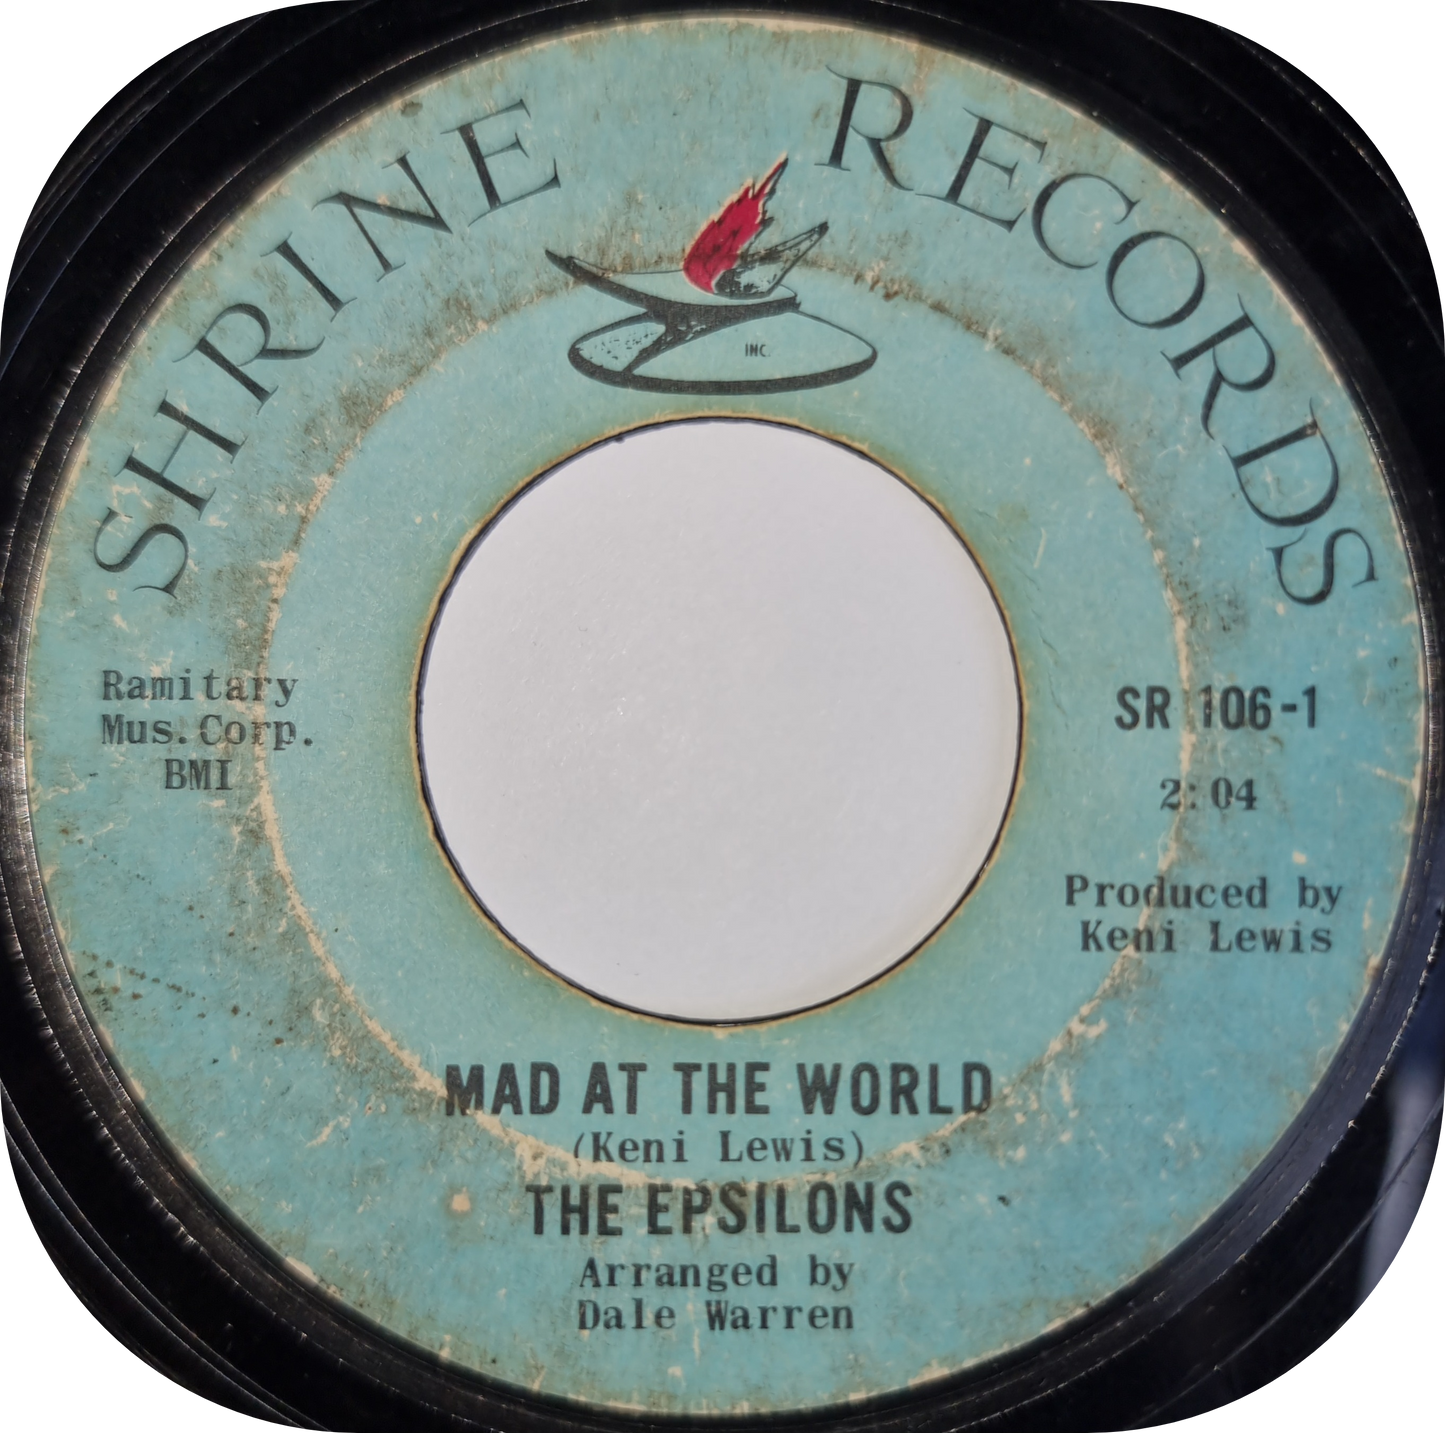 SHRINE RECORDS
INC.
Ramitary
Mus. Corp.
BMI
SR 106-1
2:04
Produced by
Keni Lewis
MAD AT THE WORLD
(Keni Lewis)
THE EPSILONS
Arranged by
Dale Warren